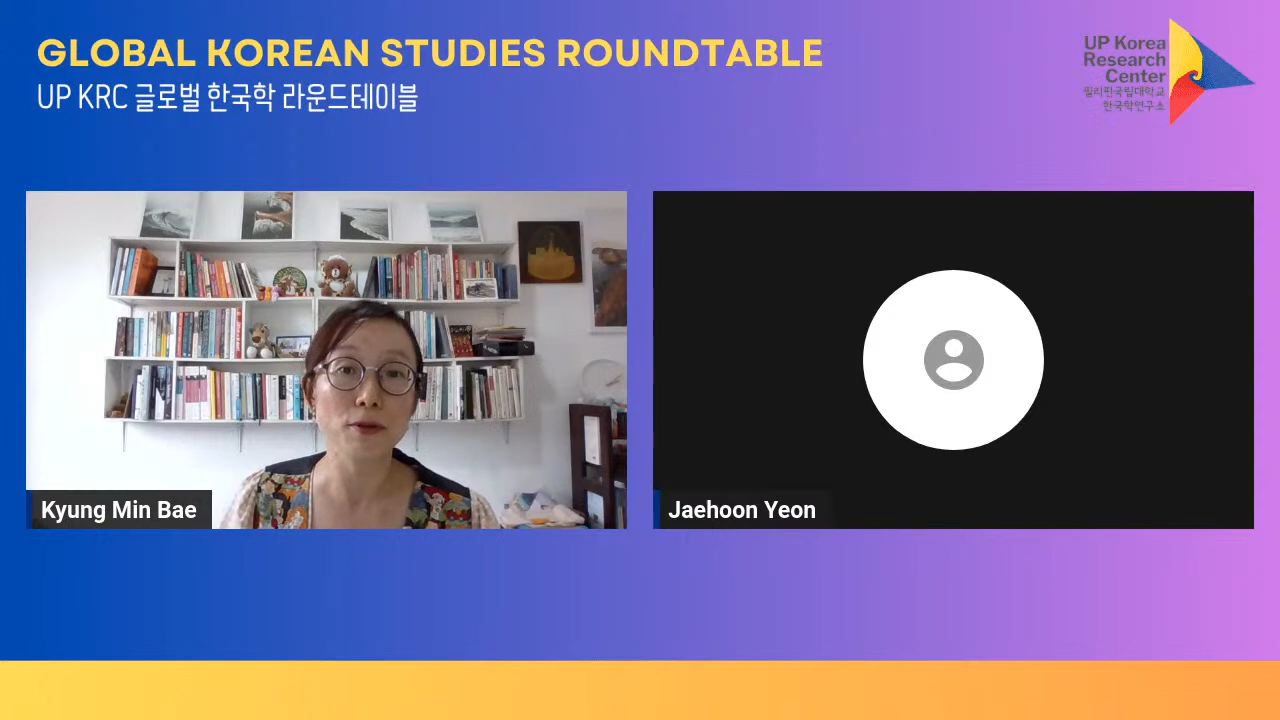 GLOBAL KOREAN STUDIES ROUNDTABLE
UP KRC 글로벌 한국학 라운드테이블
UP Korea
Research
Center
필리핀국립대학교
한국학연구소
Kyung Min Bae
Jaehoon Yeon